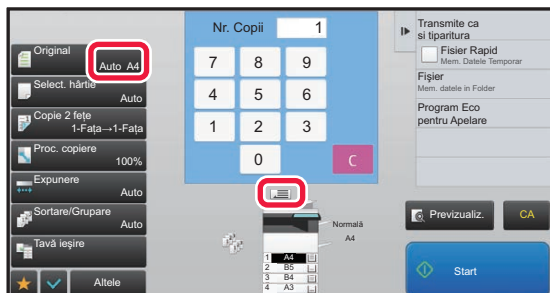 Original
Auto A4
Select. hârtie
Auto
Copie 2 feţe
1-Faţa→1-Faţa
Proc. copiere
100%
Expunere
Auto
Sortare/Grupare
Auto
Tavă ieşire
Altele
Nr. Copii 1
7 8 9
4 5 6
1 2 3
0 C
Normală
A4
1 A4
2 B5
3 B4
4 A3
Transmite ca
si tiparitura
Fisier Rapid
Mem. Datele Temporar
Fişier
Mem. datele in Folder
Program Eco
pentru Apelare
Previzualiz.
CA
Start